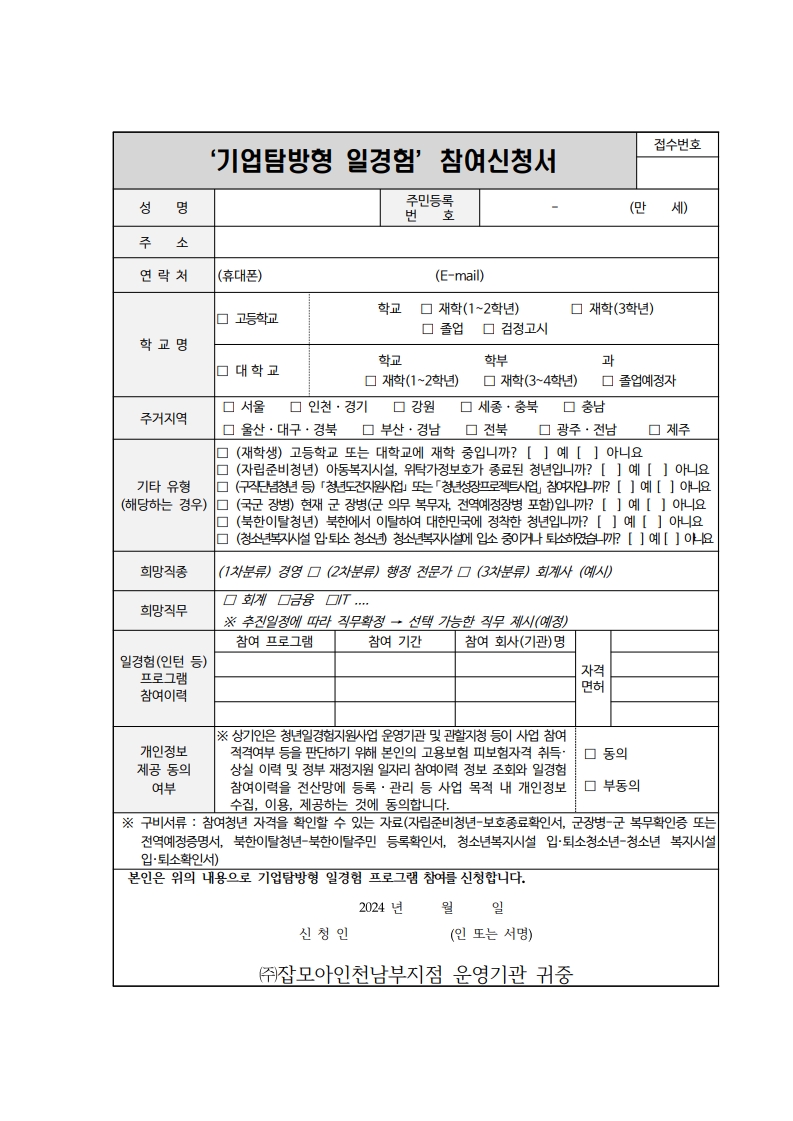 '기업탐방형 일경험' 참여신청서
접수번호
성 명
주민등록
번 호
- (만 세)
주 소
연 락 처
(휴대폰) (E-mail)
학 교 명
□ 고등학교
학교 □ 재학(1~2학년) □ 재학(3학년)
□ 졸업 □ 검정고시
□ 대 학 교
학교 학부 과
□ 재학(1~2학년) □ 재학(3~4학년) □ 졸업예정자
주거지역
□ 서울 □ 인천·경기 □ 강원 □ 세종·충북 □ 충남
□ 울산·대구·경북 □ 부산·경남 □ 전북 □ 광주·전남 □ 제주
기타 유형
(해당하는 경우)
□ (재학생) 고등학교 또는 대학교에 재학 중입니까? [ ] 예 [ ] 아니요
□ (자립준비청년) 아동복지시설, 위탁가정보호가 종료된 청년입니까? [ ] 예 [ ] 아니요
□ (구직단념청년 등)「청년도전지원사업」 또는 「청년성장프로젝트사업」 참여자입니까? [ ] 예 [ ] 아니요
□ (국군 장병) 현재 군 장병(군 의무 복무자, 전역예정장병 포함)입니까? [ ] 예 [ ] 아니요
□ (북한이탈청년) 북한에서 이탈하여 대한민국에 정착한 청년입니까? [ ] 예 [ ] 아니요
□ (청소년복지시설 입·퇴소 청소년) 청소년복지시설에 입소 중이거나 퇴소하였습니까? [ ] 예 [ ] 아니요
희망직종
(1차분류) 경영 □ (2차분류) 행정 전문가 □ (3차분류) 회계사 (예시)
희망직무
□ 회계 □금융 □IT ....
※ 추진일정에 따라 직무확정 → 선택 가능한 직무 제시(예정)
일경험(인턴 등)
프로그램
참여이력
참여 프로그램 참여 기간 참여 회사(기관)명
자격
면허
개인정보
제공 동의
여부
※ 상기인은 청년일경험지원사업 운영기관 및 관할지청 등이 사업 참여
적격여부 등을 판단하기 위해 본인의 고용보험 피보험자격 취득·
상실 이력 및 정부 재정지원 일자리 참여이력 정보 조회와 일경험
참여이력을 전산망에 등록·관리 등 사업 목적 내 개인정보
수집, 이용, 제공하는 것에 동의합니다.
□ 동의
□ 부동의
※ 구비서류 : 참여청년 자격을 확인할 수 있는 자료(자립준비청년-보호종료확인서, 군장병-군 복무확인증 또는
전역예정증명서, 북한이탈청년-북한이탈주민 등록확인서, 청소년복지시설 입·퇴소청소년-청소년 복지시설
입·퇴소확인서)
본인은 위의 내용으로 기업탐방형 일경험 프로그램 참여를 신청합니다.
2024 년 월 일
신 청 인 (인 또는 서명)
㈜잡모아인천남부지점 운영기관 귀중